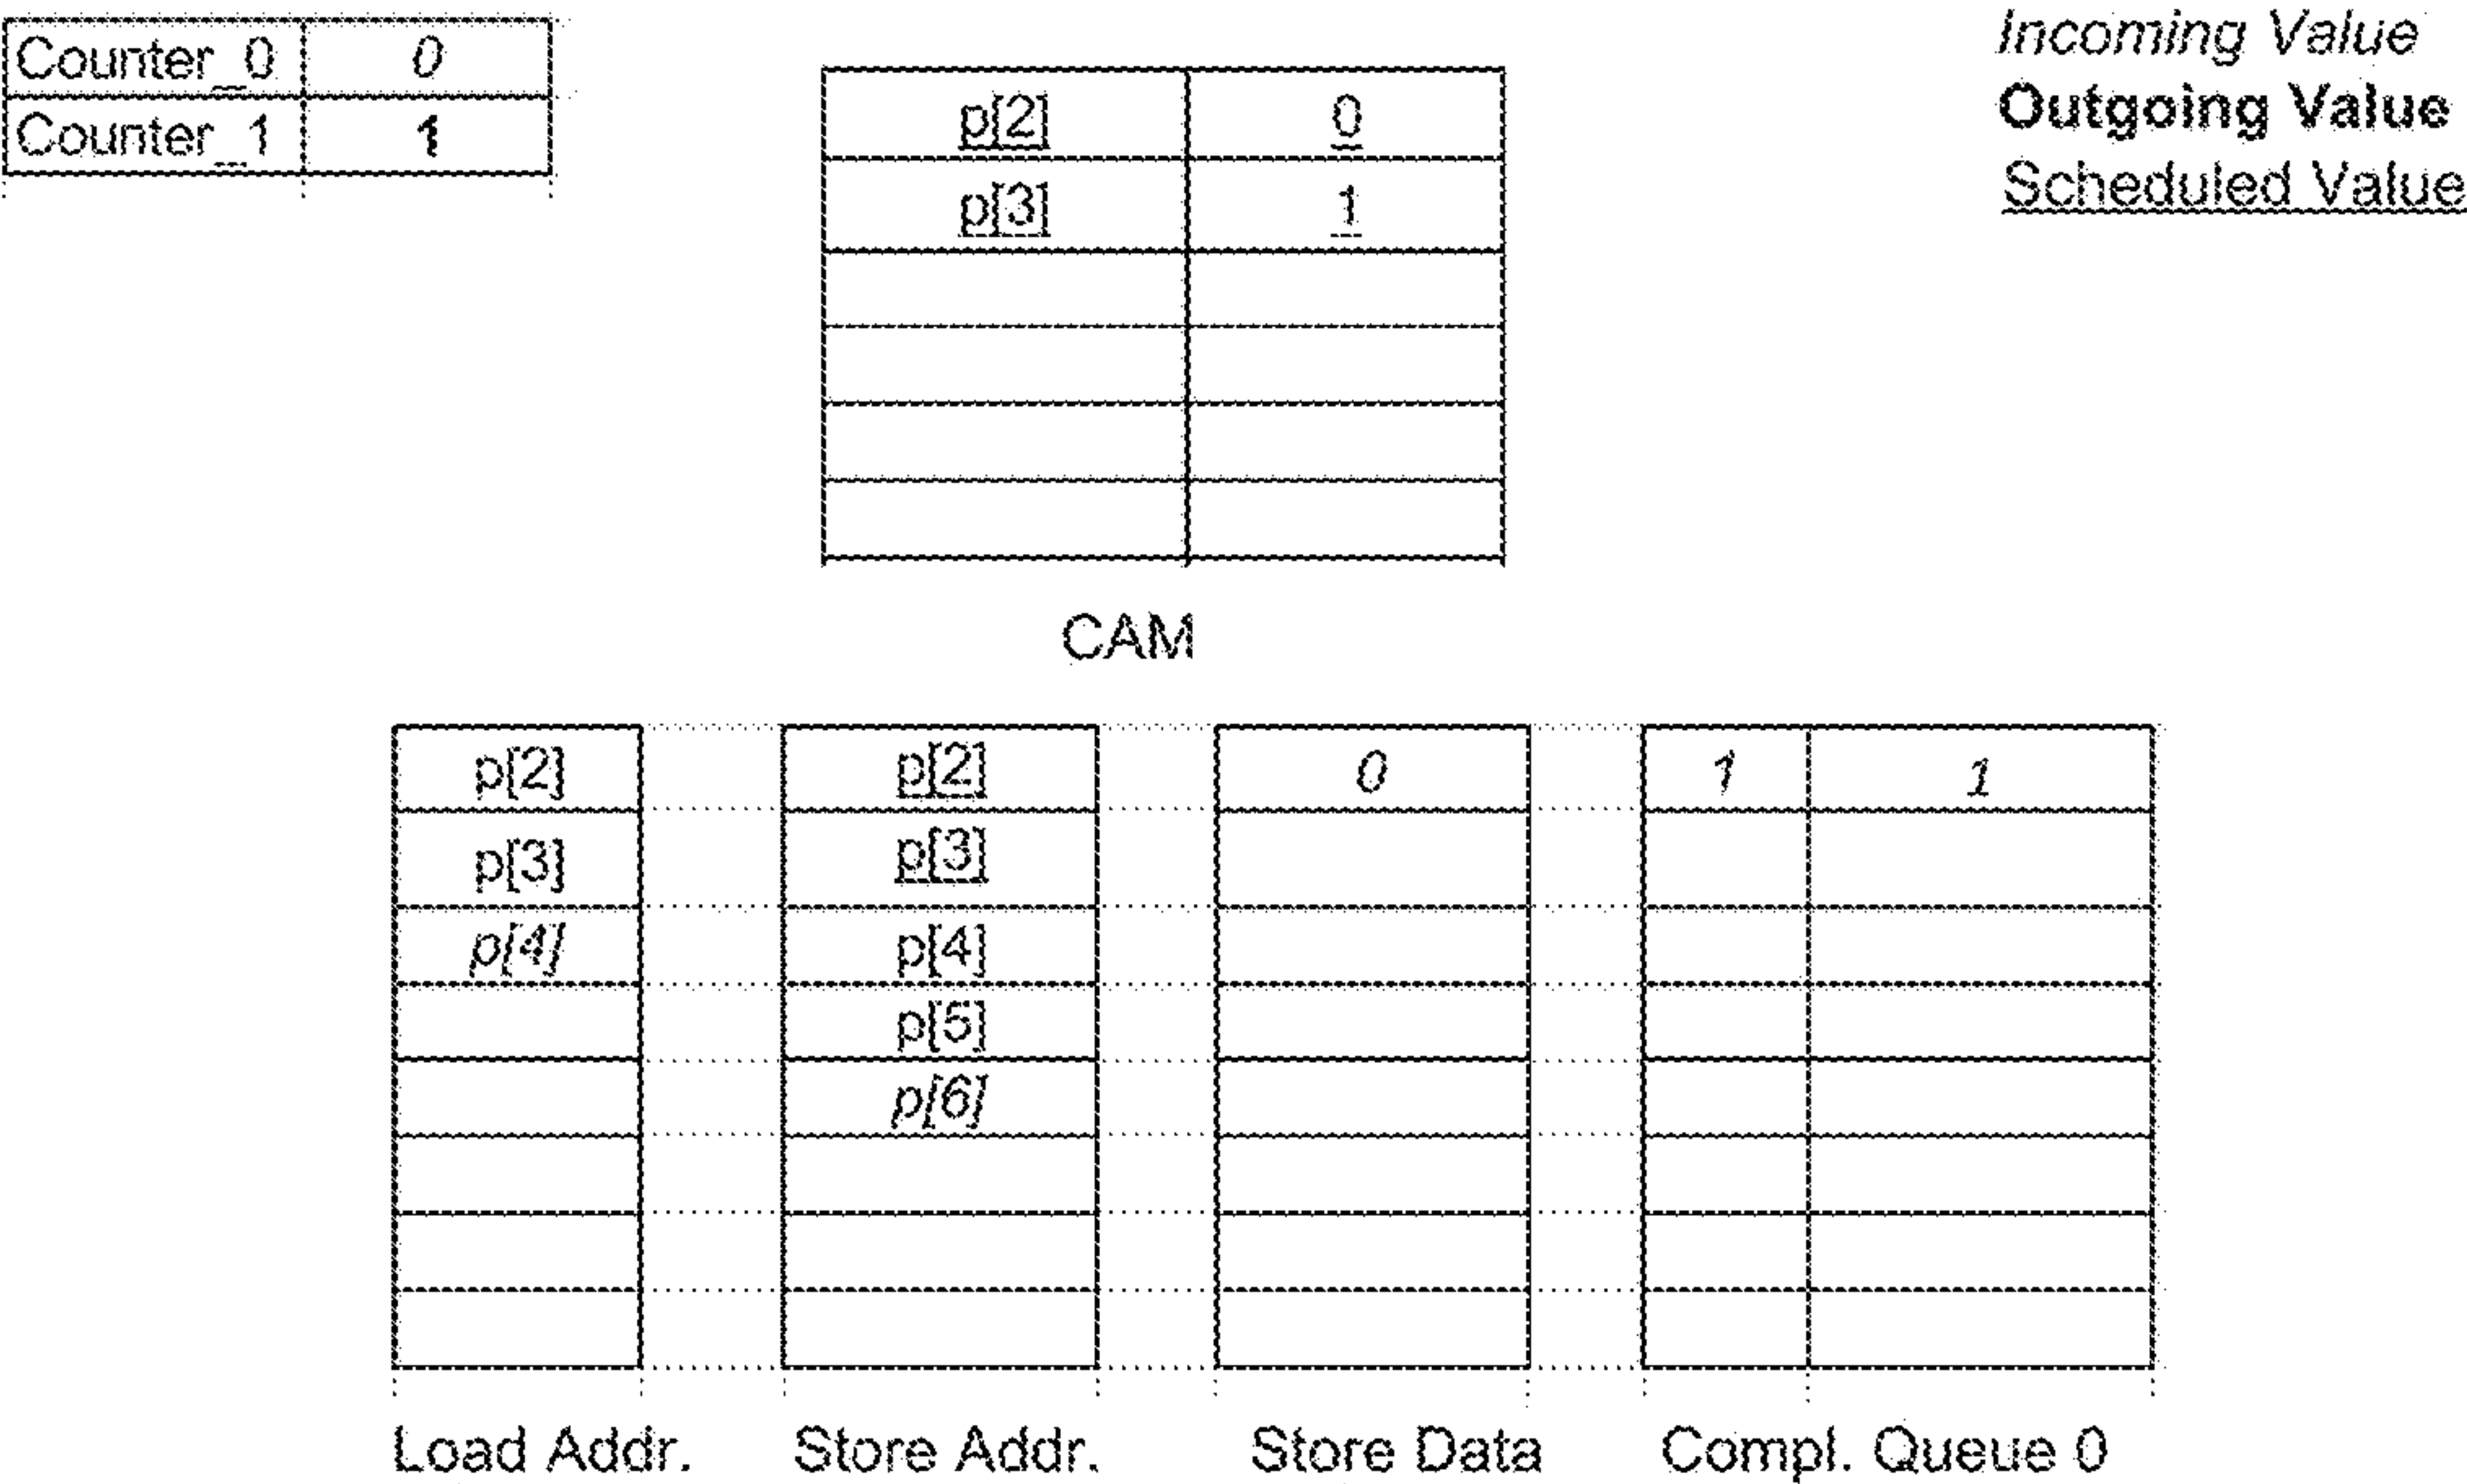 Counter_0 0
Counter_1 1
Incoming Value
Outgoing Value
Scheduled Value
p[2] 0
p[3] 1
CAM
p[2] p[2] 0 1 1
p[3] p[3]
p[4] p[4]
p[5]
p[6]
Load Addr. Store Addr. Store Data Compl. Queue 0